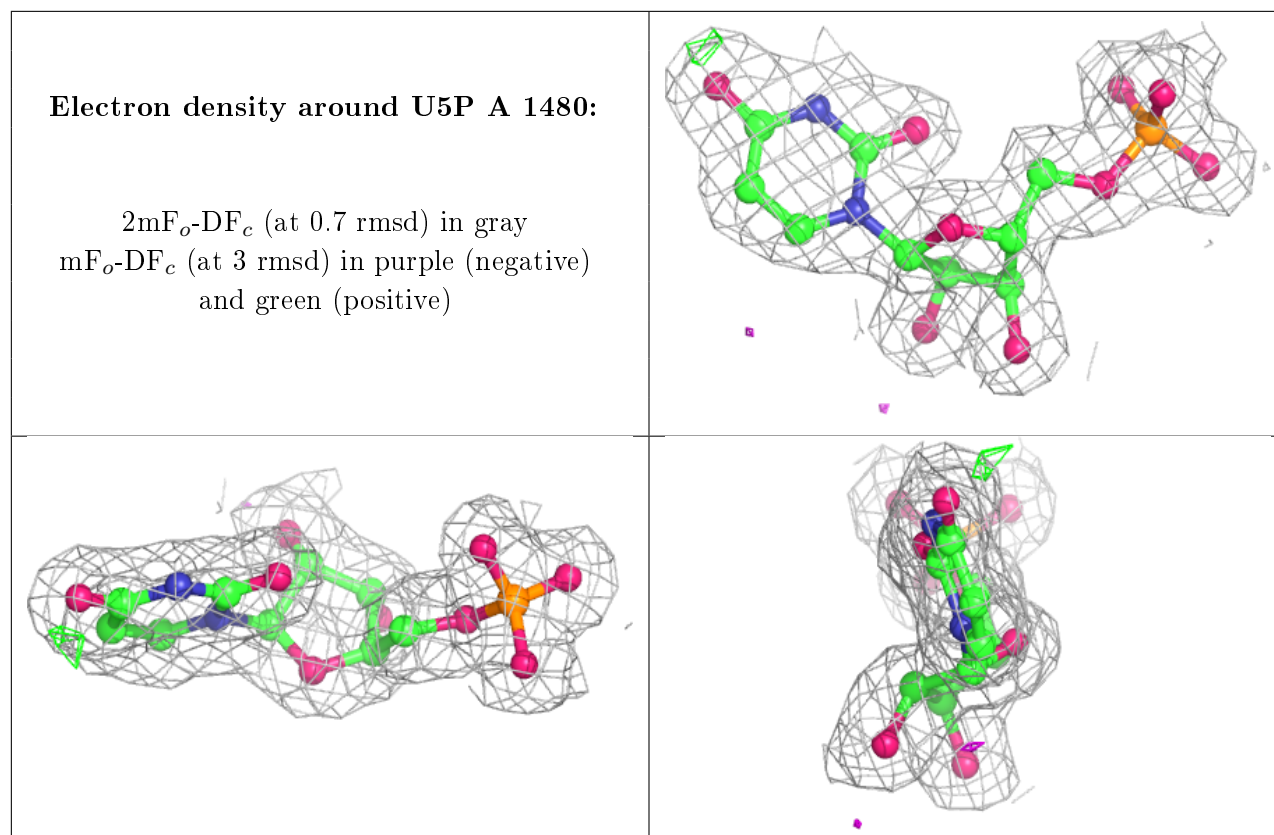 Electron density around U5P A 1480:
2mFo-DFc (at 0.7 rmsd) in gray
mFo-DFc (at 3 rmsd) in purple (negative)
and green (positive)